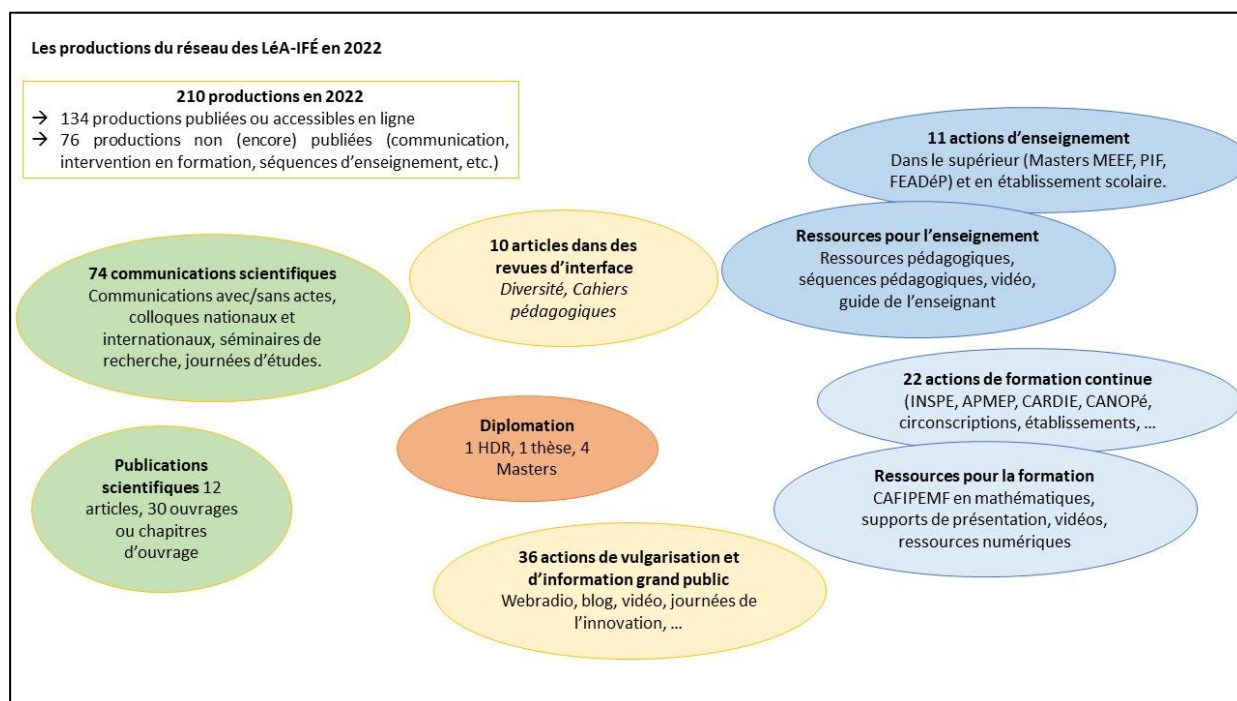 Les productions du réseau des LéA-IFÉ en 2022
210 productions en 2022
→ 134 productions publiées ou accessibles en ligne
→ 76 productions non (encore) publiées (communication,
intervention en formation, séquences d’enseignement, etc.)
11 actions d’enseignement
Dans le supérieur (Masters MEEF, PIF,
FEADéP) et en établissement scolaire.
Ressources pour l’enseignement
Ressources pédagogiques,
séquences pédagogiques, vidéo,
guide de l’enseignant
10 articles dans des
revues d’interface
Diversité, Cahiers
pédagogiques
74 communications scientifiques
Communications avec/sans actes,
colloques nationaux et
internationaux, séminaires de
recherche, journées d’études.
22 actions de formation continue
(INSPE, APMEP, CARDIE, CANOPé,
circonscriptions, établissements, …
Diplomation
1 HDR, 1 thèse, 4
Masters
Publications
scientifiques 12
articles, 30 ouvrages
ou chapitres
d’ouvrage
Ressources pour la formation
CAFIPEMF en mathématiques,
supports de présentation, vidéos,
ressources numériques
36 actions de vulgarisation et
d’information grand public
Webradio, blog, vidéo, journées de
l’innovation, …